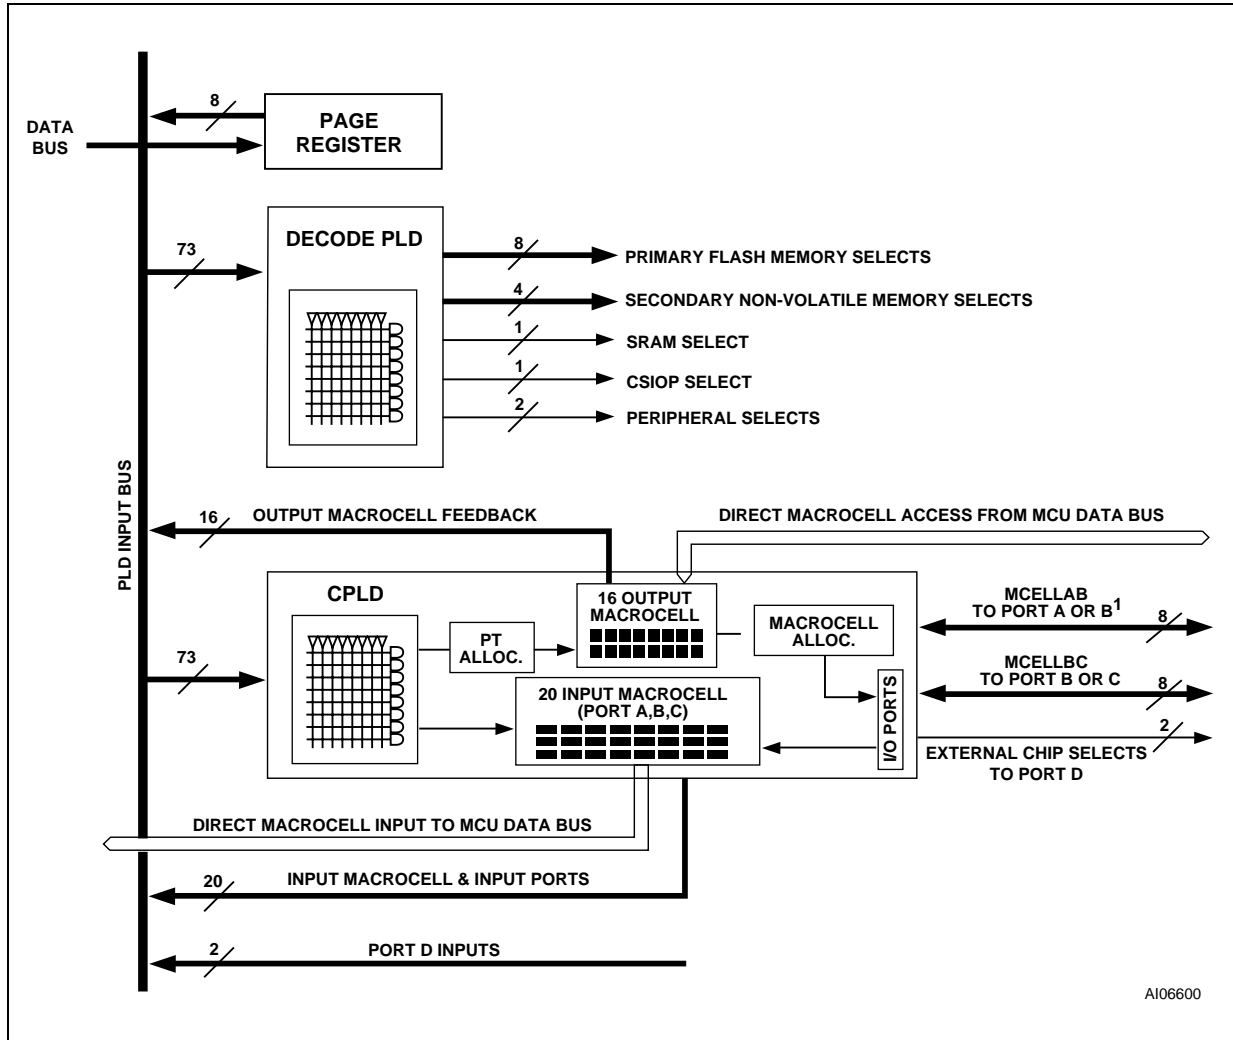 8
PAGE
REGISTER
DATA
BUS
73
DECODE PLD
8
PRIMARY FLASH MEMORY SELECTS
4
SECONDARY NON-VOLATILE MEMORY SELECTS
1
SRAM SELECT
1
CSIOP SELECT
2
PERIPHERAL SELECTS
PLD INPUT BUS
16
OUTPUT MACROCELL FEEDBACK
DIRECT MACROCELL ACCESS FROM MCU DATA BUS
CPLD
73
PT
ALLOC.
16 OUTPUT
MACROCELL
MACROCELL
ALLOC.
20 INPUT MACROCELL
(PORT A,B,C)
I/O PORTS
MCELLAB
TO PORT A OR B1
8
MCELLBC
TO PORT B OR C
8
2
EXTERNAL CHIP SELECTS
TO PORT D
DIRECT MACROCELL INPUT TO MCU DATA BUS
20
INPUT MACROCELL & INPUT PORTS
2
PORT D INPUTS
AI06600